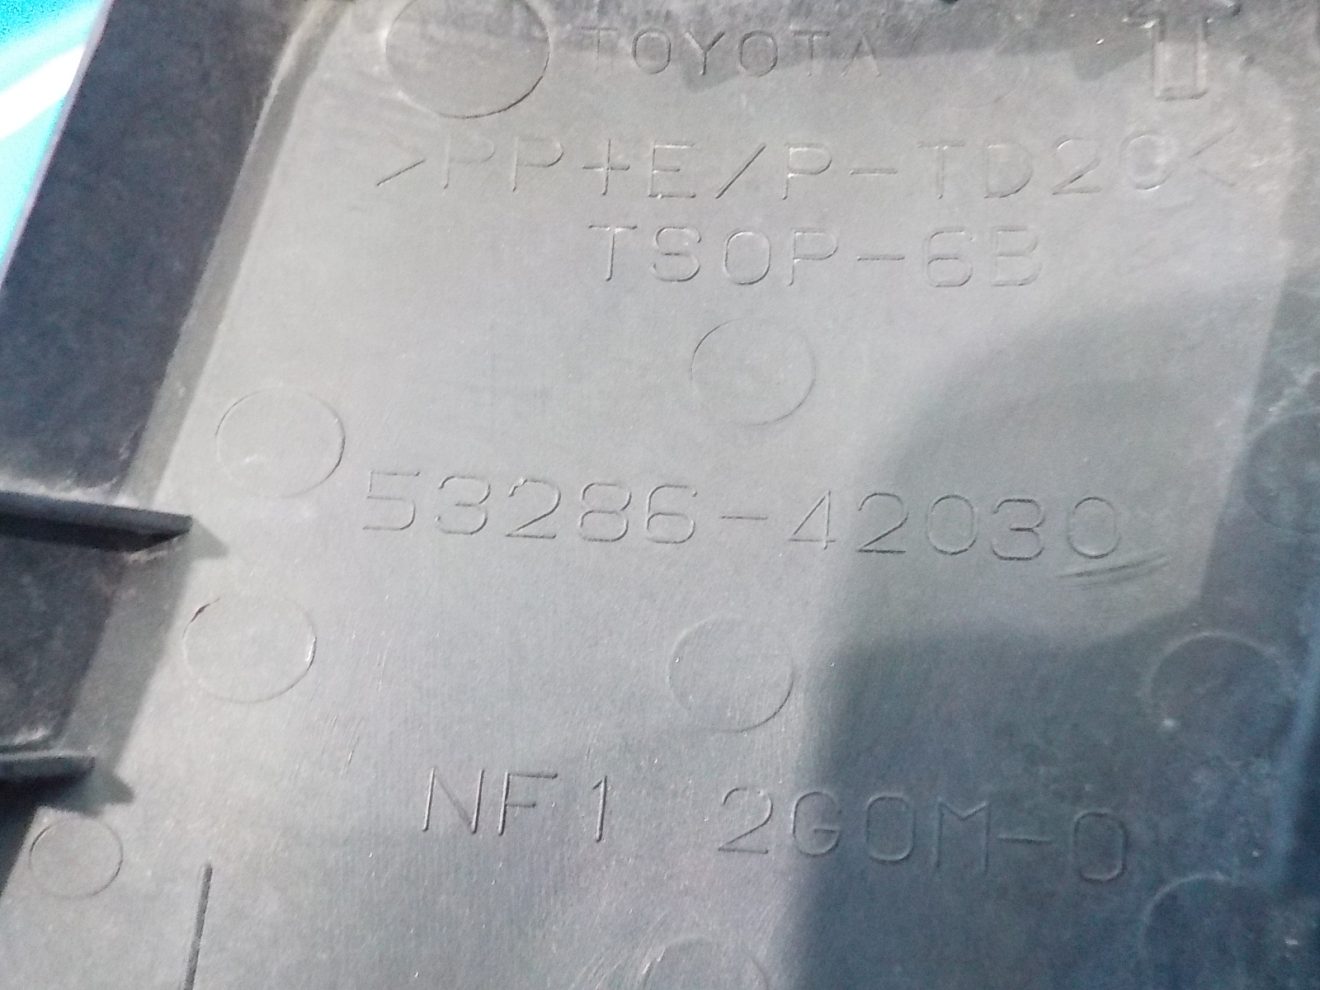 TOYOTA
>PP+E/P-TD20<
TSOP-6B
53286-42030
NF1 2G0M-0